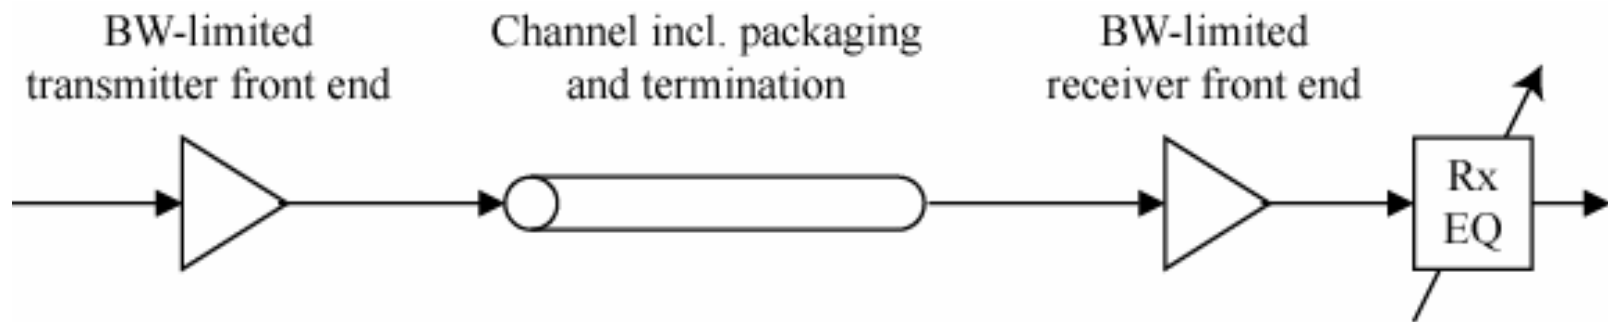 BW-limited
transmitter front end
Channel incl. packaging
and termination
BW-limited
receiver front end
Rx
EQ